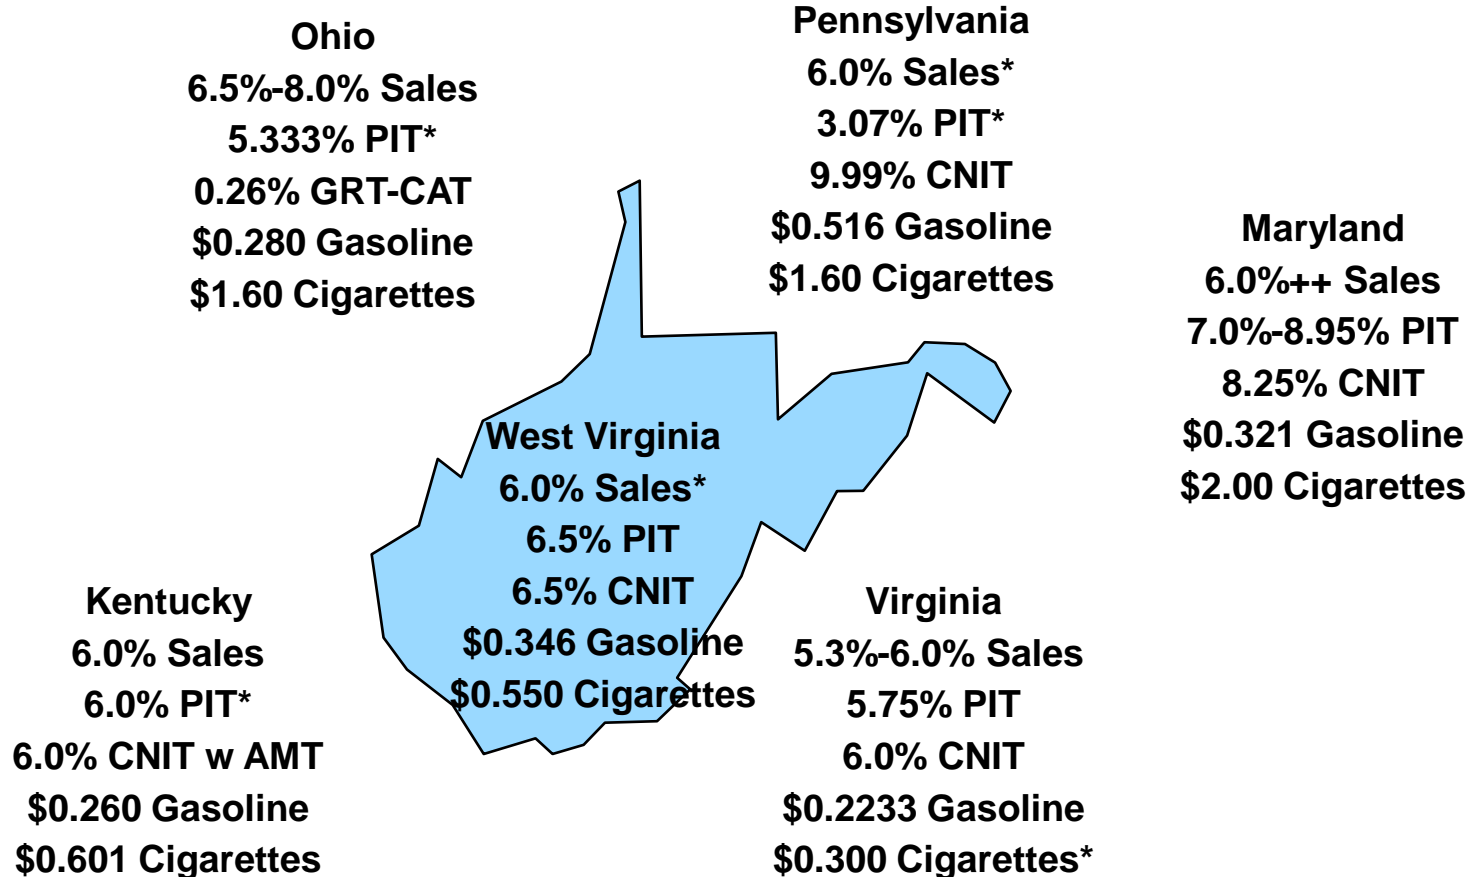 Ohio
6.5%-8.0% Sales
5.333% PIT*
0.26% GRT-CAT
$0.280 Gasoline
$1.60 Cigarettes
Pennsylvania
6.0% Sales*
3.07% PIT*
9.99% CNIT
$0.516 Gasoline
$1.60 Cigarettes
Maryland
6.0%++ Sales
7.0%-8.95% PIT
8.25% CNIT
$0.321 Gasoline
$2.00 Cigarettes
West Virginia
6.0% Sales*
6.5% PIT
6.5% CNIT
$0.346 Gasoline
$0.550 Cigarettes
Kentucky
6.0% Sales
6.0% PIT*
6.0% CNIT w AMT
$0.260 Gasoline
$0.601 Cigarettes
Virginia
5.3%-6.0% Sales
5.75% PIT
6.0% CNIT
$0.2233 Gasoline
$0.300 Cigarettes*